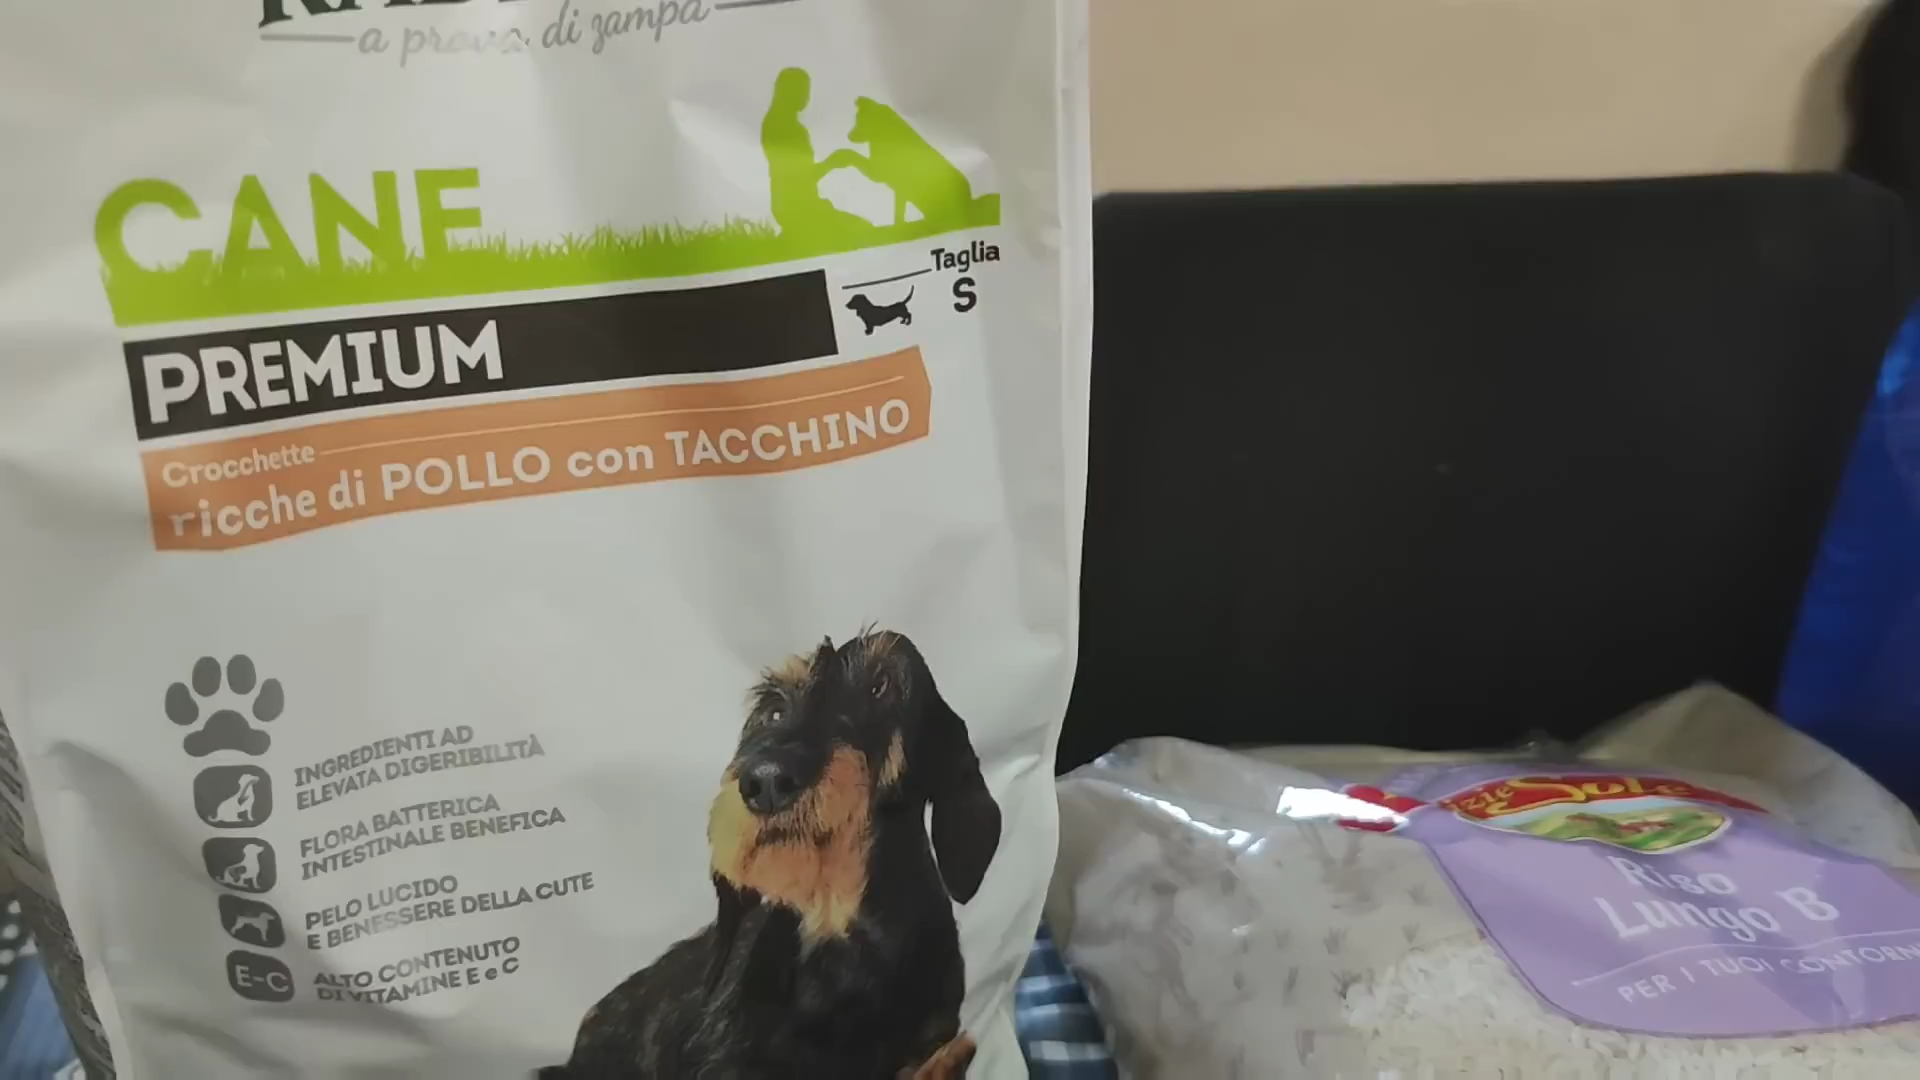 a prova di zampa
CANE
Taglia
S
PREMIUM
Crocchette
ricche di POLLO con TACCHINO
INGREDIENTI AD
ELEVATA DIGERIBILITÀ
FLORA BATTERICA
INTESTINALE BENEFICA
PELO LUCIDO
E BENESSERE DELLA CUTE
E-C
ALTO CONTENUTO
DI VITAMINE E e C
Riso
Lungo B
PER I TUOI CONTORN